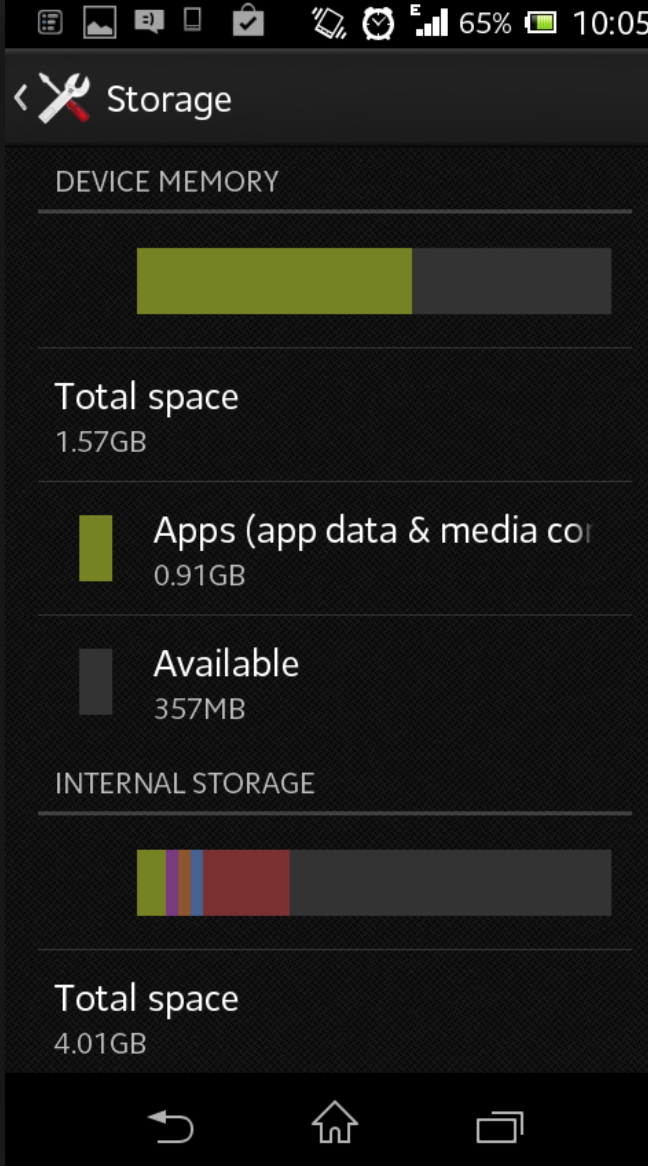 E 65% 10:05
Storage
DEVICE MEMORY
Total space
1.57GB
Apps (app data & media cor
0.91GB
Available
357MB
INTERNAL STORAGE
Total space
4.01GB